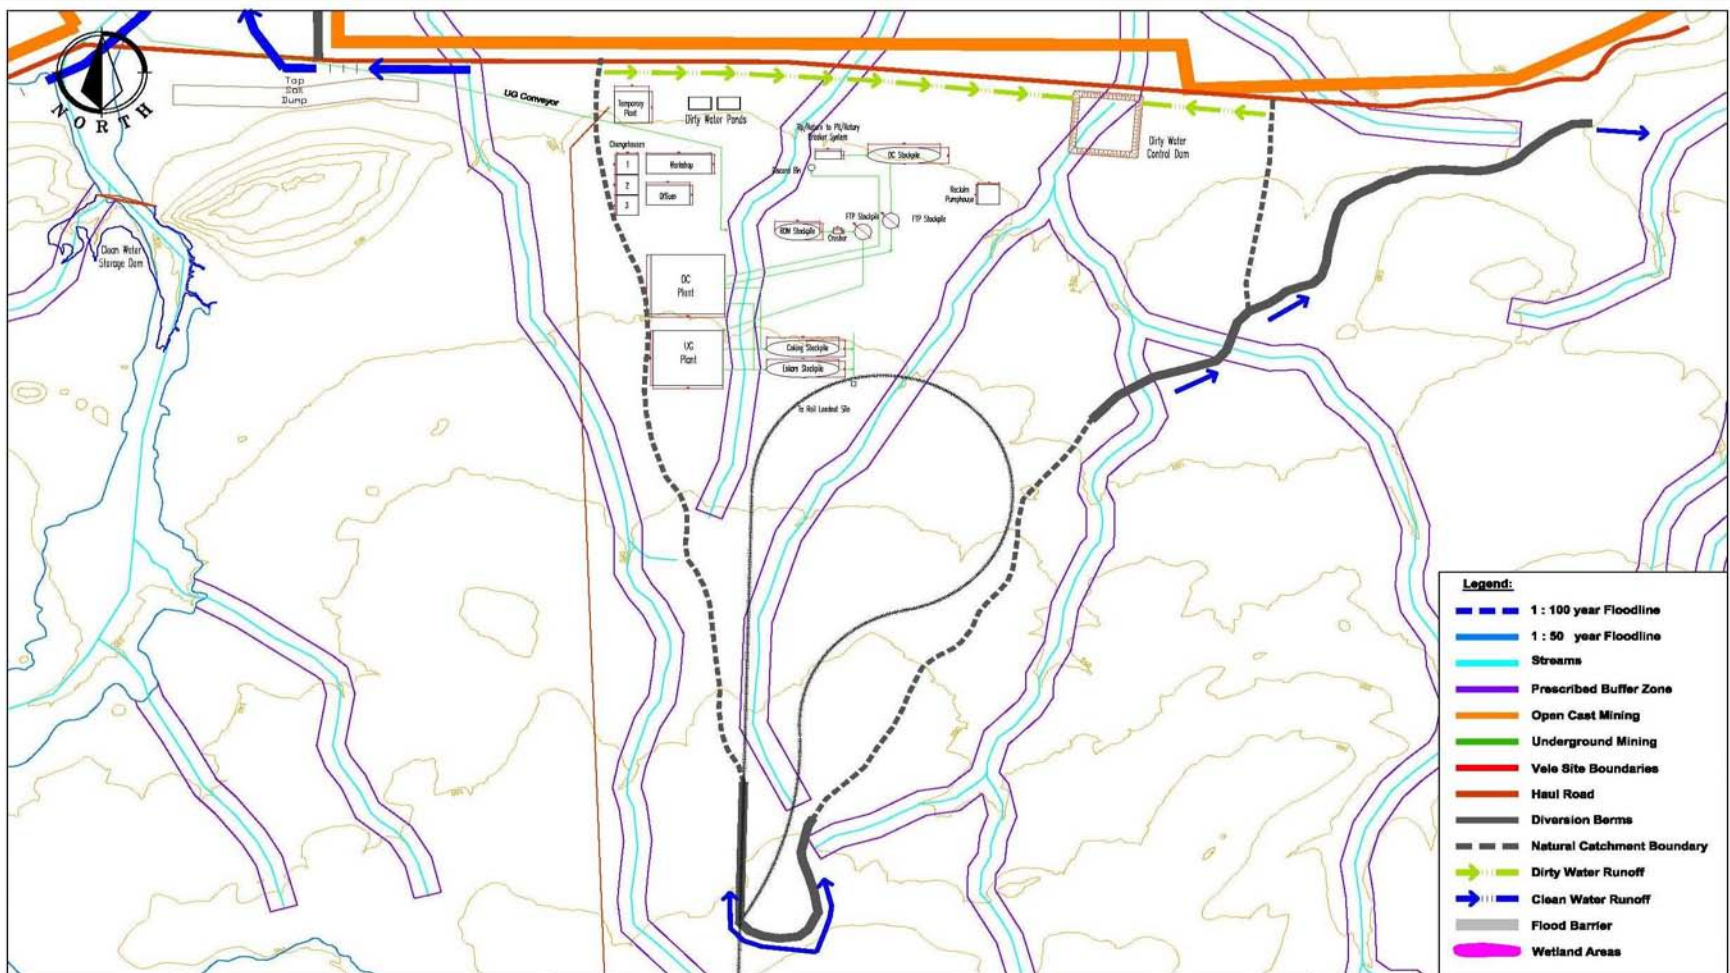 NORTH
Top
Soil
Dump
UG Conveyor
Temporary
Plant
Dirty Water Ponds
Changehouses
1
2
3
Workshop
Offices
Discard Bin
DC Stockpile
Dirty Water
Control Dam
Reclaim
Pumphouse
ROM Stockpile
Crusher
FTP Stockpile
FTP Stockpile
Clean Water
Storage Dam
OC
Plant
UG
Plant
Coking Stockpile
Eskom Stockpile
To Rail Loadout Silo
Legend:
1 : 100 year Floodline
1 : 50 year Floodline
Streams
Prescribed Buffer Zone
Open Cast Mining
Underground Mining
Vele Site Boundaries
Haul Road
Diversion Berms
Natural Catchment Boundary
Dirty Water Runoff
Clean Water Runoff
Flood Barrier
Wetland Areas